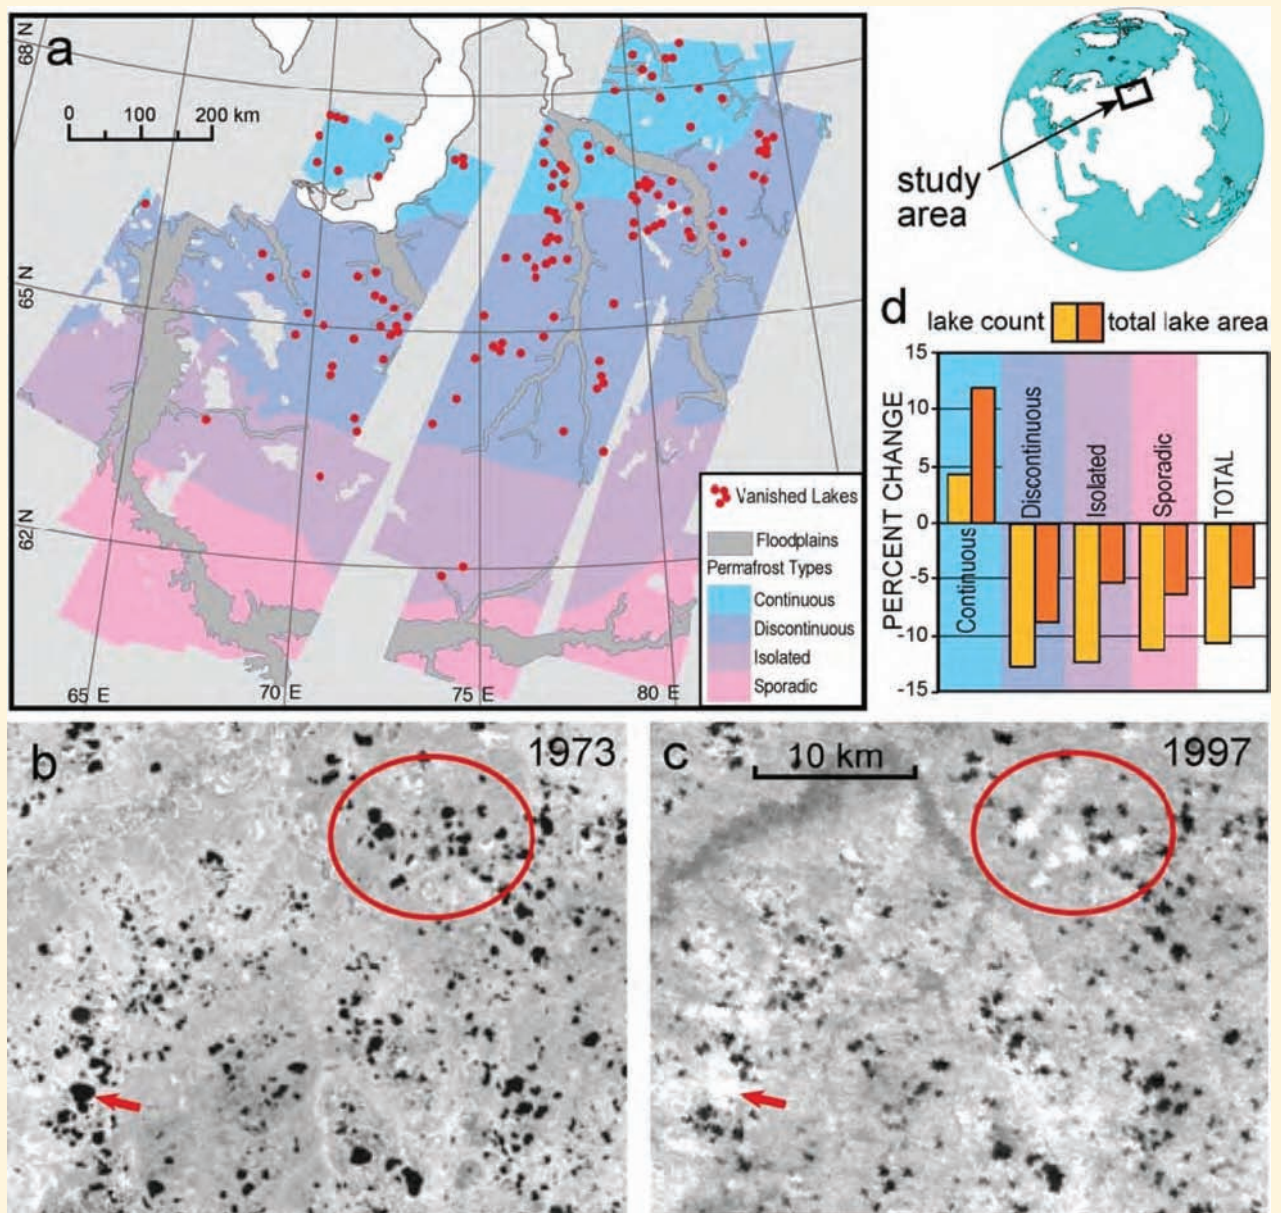 a
68 N
65 N
62 N
0 100 200 km
65 E
70 E
75 E
80 E
Vanished Lakes
Floodplains
Permafrost Types
Continuous
Discontinuous
Isolated
Sporadic
study
area
d
lake count
total lake area
PERCENT CHANGE
15
10
5
0
-5
-10
-15
Continuous
Discontinuous
Isolated
Sporadic
TOTAL
b
1973
c
10 km
1997